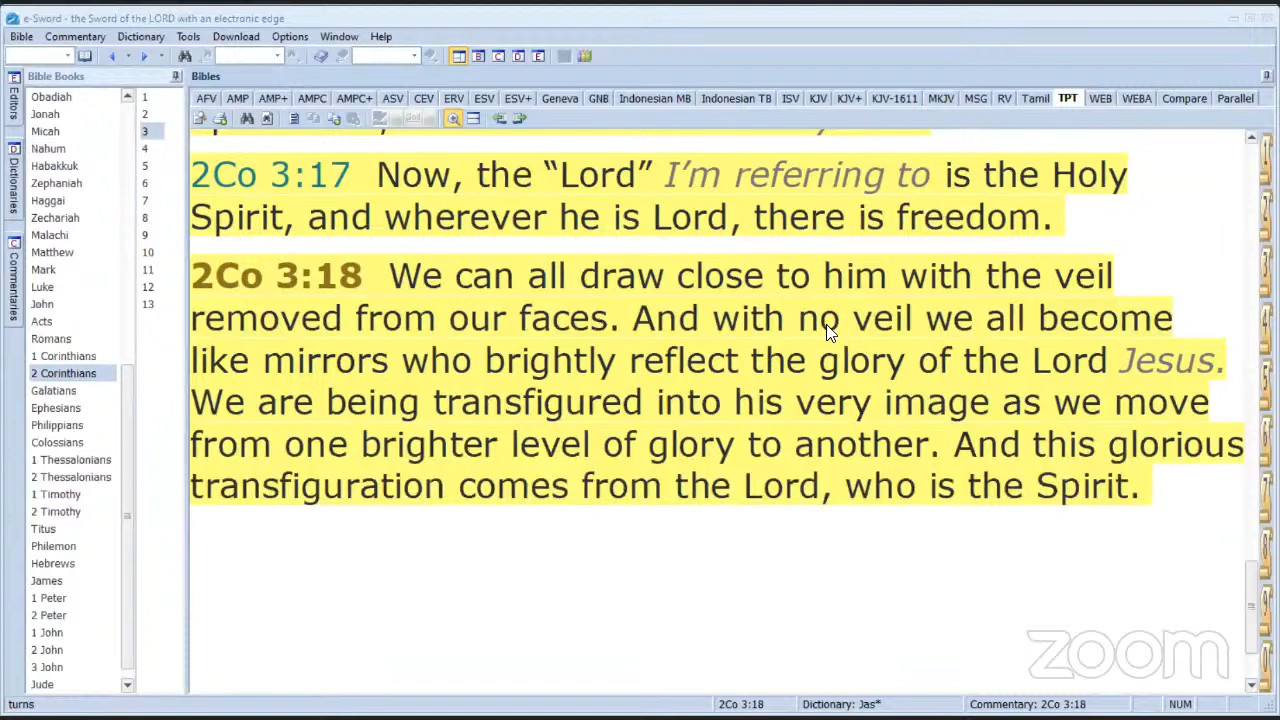 e-Sword - the Sword of the LORD with an electronic edge
Bible Commentary Dictionary Tools Download Options Window Help
Bible Books
Bibles
AFV AMP AMP+ AMPC AMPC+ ASV CEV ERV ESV ESV+ Geneva GNB Indonesian MB Indonesian TB ISV KJV KJV+ KJV-1611 MKJV MSG RV Tamil TPT WEB WEBA Compare Parallel
Editors
Dictionaries
Commentaries
Obadiah 1
Jonah 2
Micah 3
Nahum 4
Habakkuk 5
Zephaniah 6
Haggai 7
Zechariah 8
Malachi 9
Matthew 10
Mark 11
Luke 12
John 13
Acts
Romans
1 Corinthians
2 Corinthians
Galatians
Ephesians
Philippians
Colossians
1 Thessalonians
2 Thessalonians
1 Timothy
2 Timothy
Titus
Philemon
Hebrews
James
1 Peter
2 Peter
1 John
2 John
3 John
Jude
2Co 3:17 Now, the “Lord” I’m referring to is the Holy
Spirit, and wherever he is Lord, there is freedom.
2Co 3:18 We can all draw close to him with the veil
removed from our faces. And with no veil we all become
like mirrors who brightly reflect the glory of the Lord Jesus.
We are being transfigured into his very image as we move
from one brighter level of glory to another. And this glorious
transfiguration comes from the Lord, who is the Spirit.
zoom
turns 2Co 3:18 Dictionary: Jas* Commentary: 2Co 3:18 NUM